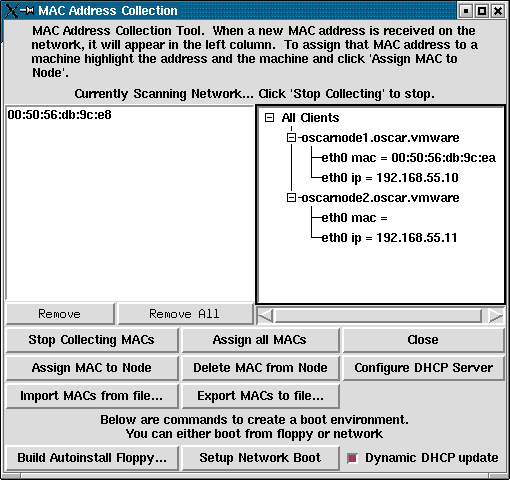 MAC Address Collection
MAC Address Collection Tool. When a new MAC address is received on the
network, it will appear in the left column. To assign that MAC address to a
machine highlight the address and the machine and click 'Assign MAC to
Node'.
Currently Scanning Network... Click 'Stop Collecting' to stop.
00:50:56:db:9c:e8
All Clients
oscarnode1.oscar.vmware
eth0 mac = 00:50:56:db:9c:ea
eth0 ip = 192.168.55.10
oscarnode2.oscar.vmware
eth0 mac =
eth0 ip = 192.168.55.11
Remove
Remove All
Stop Collecting MACs
Assign all MACs
Close
Assign MAC to Node
Delete MAC from Node
Configure DHCP Server
Import MACs from file...
Export MACs to file...
Below are commands to create a boot environment.
You can either boot from floppy or network
Build Autoinstall Floppy...
Setup Network Boot
Dynamic DHCP update